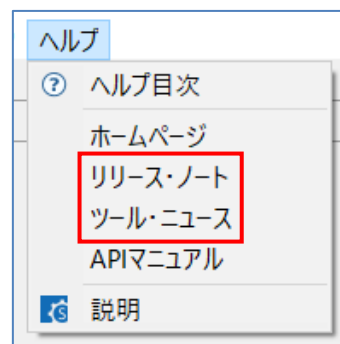 ヘルプ
ヘルプ目次
ホームページ
リリース・ノート
ツール・ニュース
APIマニュアル
説明